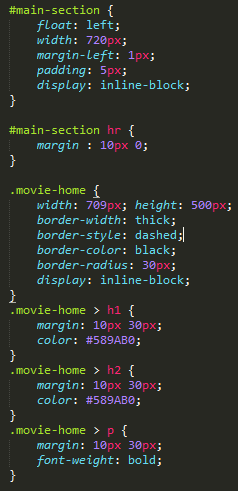 #main-section {
    float: left;
    width: 720px;
    margin-left: 1px;
    padding: 5px;
    display: inline-block;
}

#main-section hr {
    margin : 10px 0;
}

.movie-home {
    width: 709px; height: 500px;
    border-width: thick;
    border-style: dashed;
    border-color: black;
    border-radius: 30px;
    display: inline-block;
}
.movie-home > h1 {
    margin: 10px 30px;
    color: #589AB0;
}
.movie-home > h2 {
    margin: 10px 30px;
    color: #589AB0;
}
.movie-home > p {
    margin: 10px 30px;
    font-weight: bold;
}